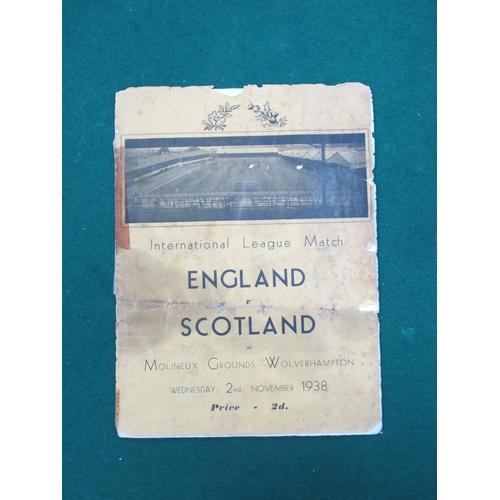 International League Match
ENGLAND
v
SCOTLAND
at
MOLINEUX GROUNDS WOLVERHAMPTON
WEDNESDAY, 2nd. NOVEMBER 1938
Price - 2d.